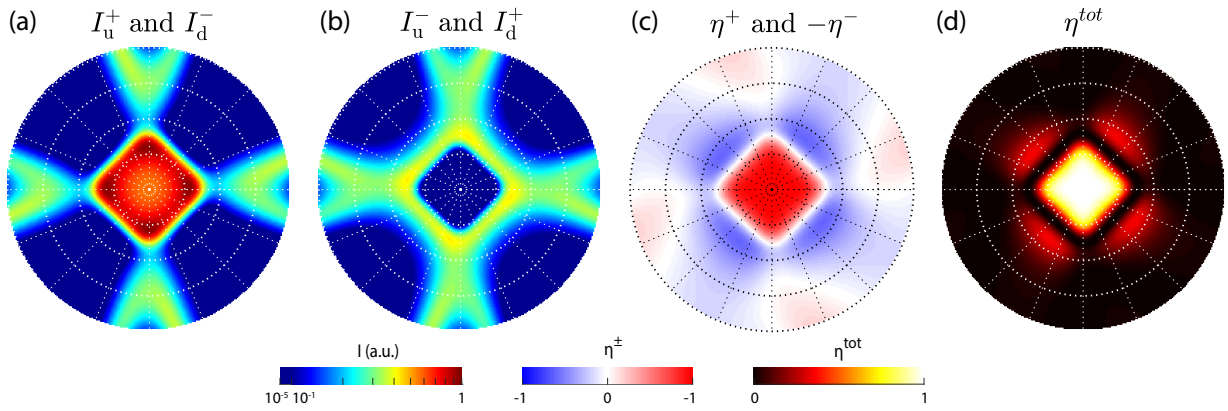 (a) I_u^+ and I_d^-
(b) I_u^- and I_d^+
(c) η^+ and -η^-
(d) η^{tot}
I (a.u.)
10^-5 10^-1 1
η^±
-1 0 -1
η^tot
0 1